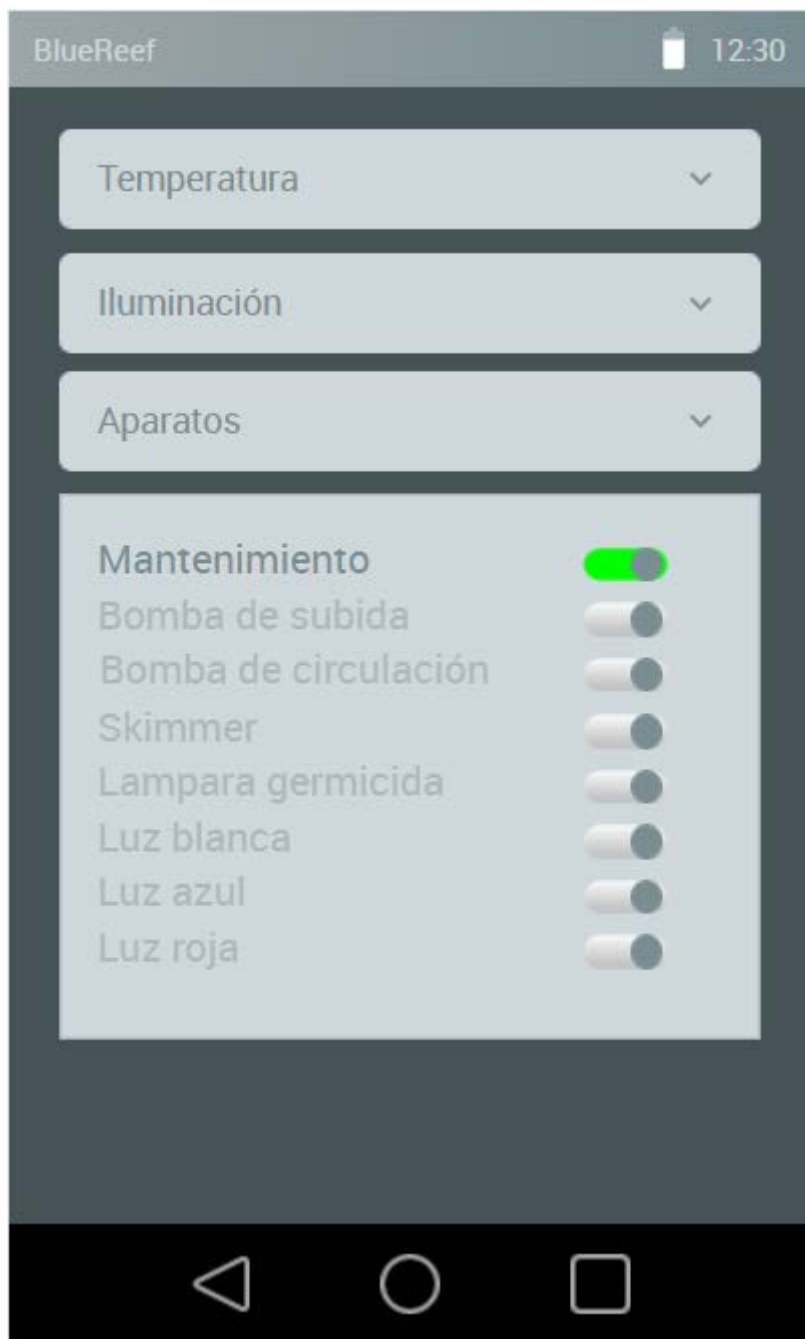 BlueReef 12:30
Temperatura
Iluminación
Aparatos
Mantenimiento
Bomba de subida
Bomba de circulación
Skimmer
Lampara germicida
Luz blanca
Luz azul
Luz roja